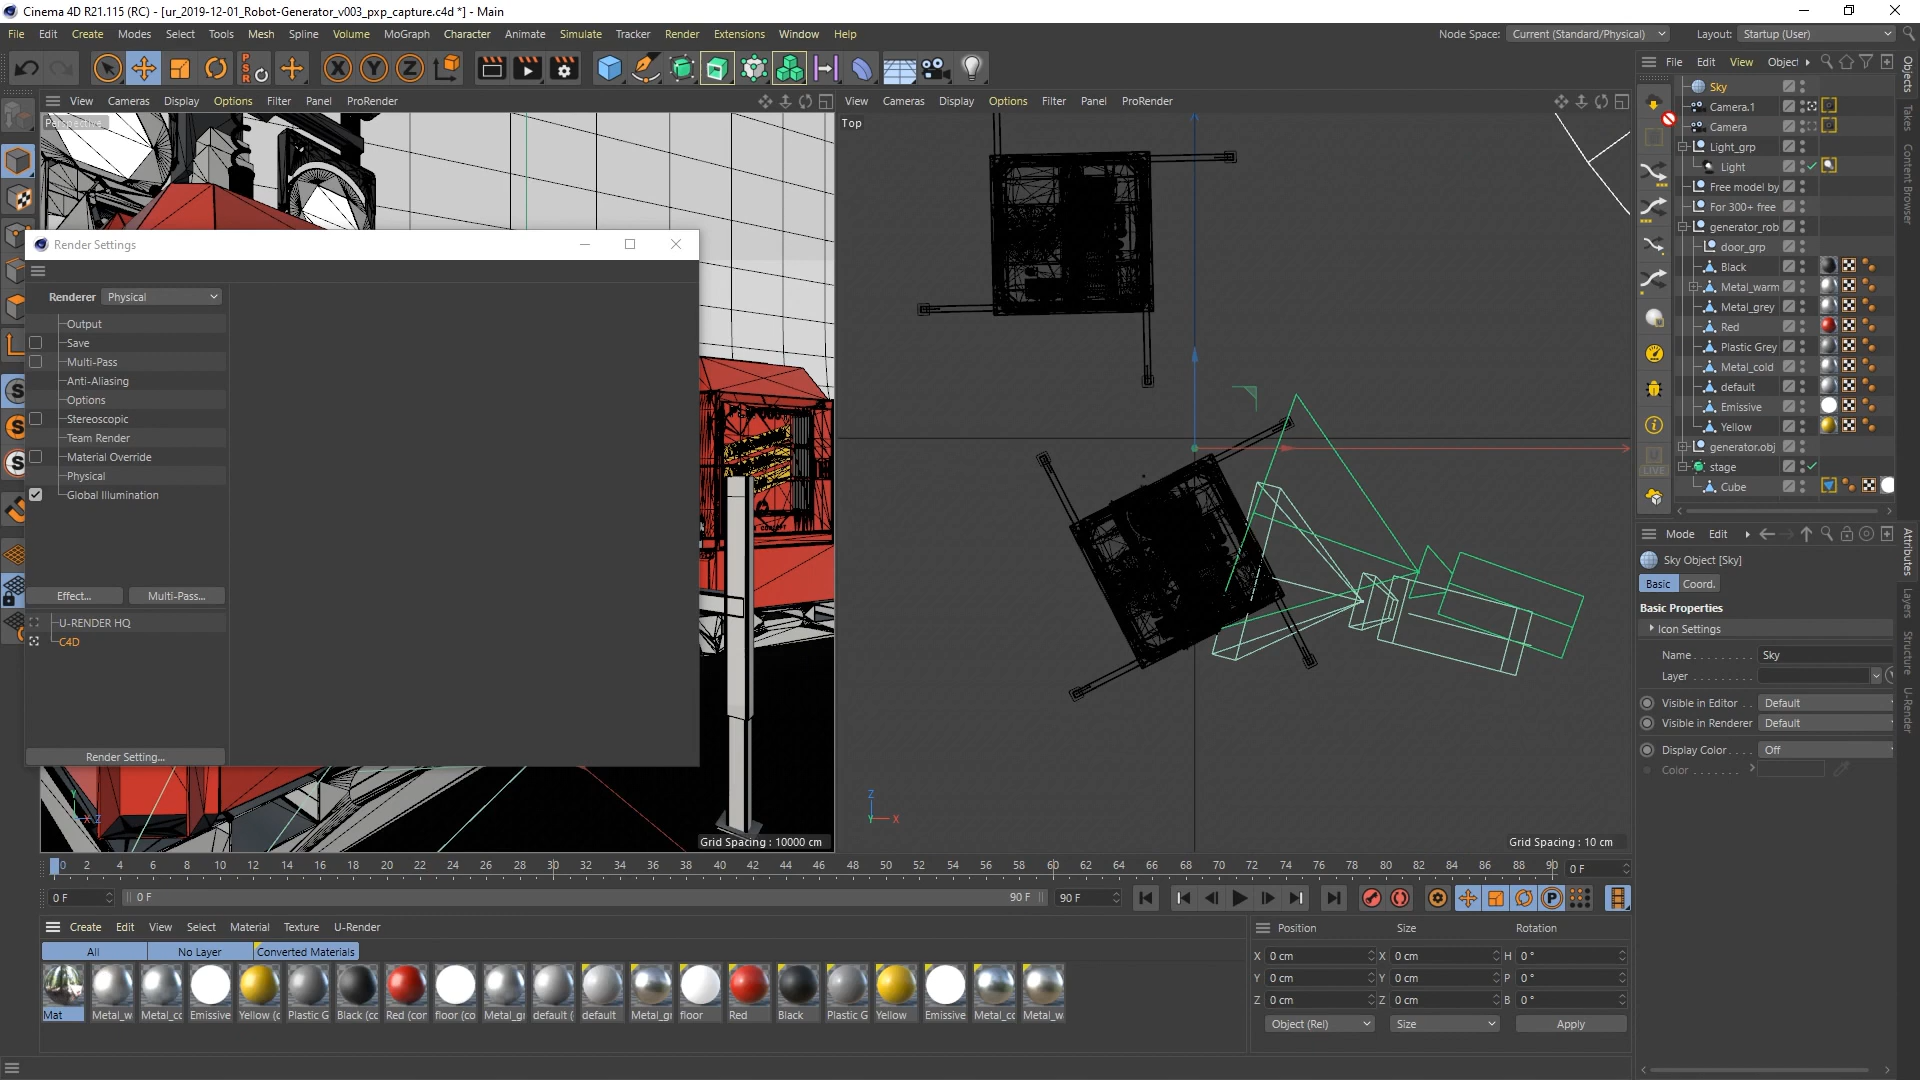 Cinema 4D R21.115 (RC) - [ur_2019-12-01_Robot-Generator_v003_pxp_capture.c4d *] - Main
File Edit Create Modes Select Tools Mesh Spline Volume MoGraph Character Animate Simulate Tracker Render Extensions Window Help
Node Space: Current (Standard/Physical) Layout: Startup (User)
PSR
X Y Z
View Cameras Display Options Filter Panel ProRender
Perspective
View Cameras Display Options Filter Panel ProRender
Top
Grid Spacing : 10000 cm
Z
Y X
Grid Spacing : 10 cm
Render Settings
Renderer Physical
Output
Save
Multi-Pass
Anti-Aliasing
Options
Stereoscopic
Team Render
Material Override
Physical
Global Illumination
Effect... Multi-Pass...
U-RENDER HQ
C4D
Render Setting...
File Edit View Object
Sky
Camera.1
Camera
Light_grp
Light
Free model by
For 300+ free
generator_rob
door_grp
Black
Metal_warm
Metal_grey
Red
Plastic Grey
Metal_cold
default
Emissive
Yellow
generator.obj
stage
Cube
LIVE
Objects
Takes
Content Browser
Mode Edit
Sky Object [Sky]
Basic Coord.
Basic Properties
Icon Settings
Name Sky
Layer
Visible in Editor Default
Visible in Renderer Default
Display Color Off
Color
Attributes
Layers
Structure
U-Render
0 2 4 6 8 10 12 14 16 18 20 22 24 26 28 30 32 34 36 38 40 42 44 46 48 50 52 54 56 58 60 62 64 66 68 70 72 74 76 78 80 82 84 86 88 90 0 F
0 F 0 F 90 F 90 F
Create Edit View Select Material Texture U-Render
All No Layer Converted Materials
Mat Metal_w Metal_cc Emissive Yellow (c Plastic G Black (cc Red (cor floor (co Metal_gr default ( default Metal_gr floor Red Black Plastic G Yellow Emissive Metal_cc Metal_w
Position Size Rotation
X 0 cm X 0 cm H 0 °
Y 0 cm Y 0 cm P 0 °
Z 0 cm Z 0 cm B 0 °
Object (Rel) Size Apply